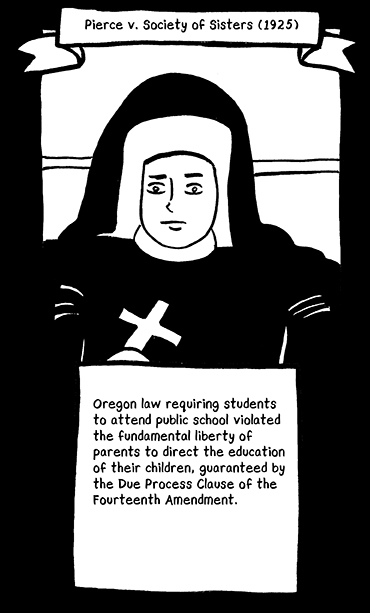 Pierce v. Society of Sisters (1925)
Oregon law requiring students
to attend public school violated
the fundamental liberty of
parents to direct the education
of their children, guaranteed by
the Due Process Clause of the
Fourteenth Amendment.